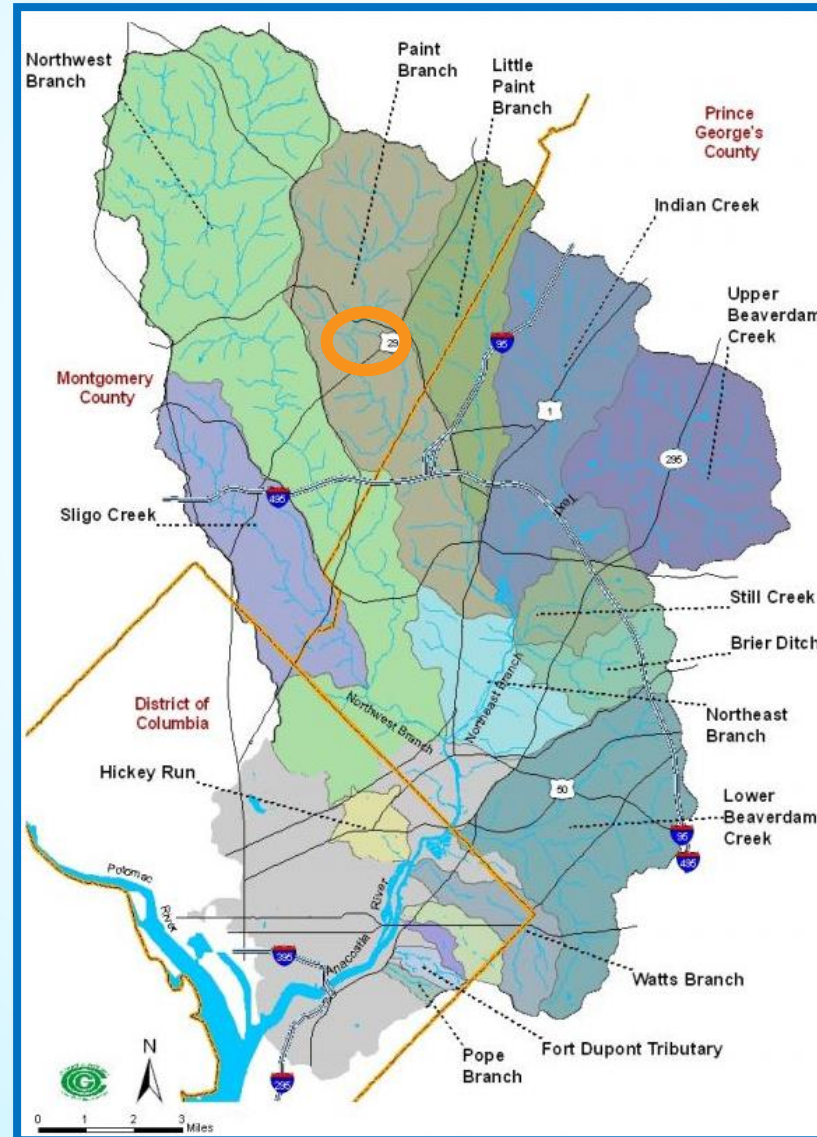 Northwest
Branch
Paint
Branch
Little
Paint
Branch
Prince
George's
County
Indian Creek
Upper
Beaverdam
Creek
29
95
Montgomery
County
1
295
495
Sligo Creek
Still Creek
Brier Ditch
District of
Columbia
Northwest Branch
Northeast Branch
Northeast
Branch
Hickey Run
50
Lower
Beaverdam
Creek
95
495
Potomac
River
Anacostia
River
395
Watts Branch
Fort Dupont Tributary
Pope
Branch
295
N
0 1 2 3
Miles